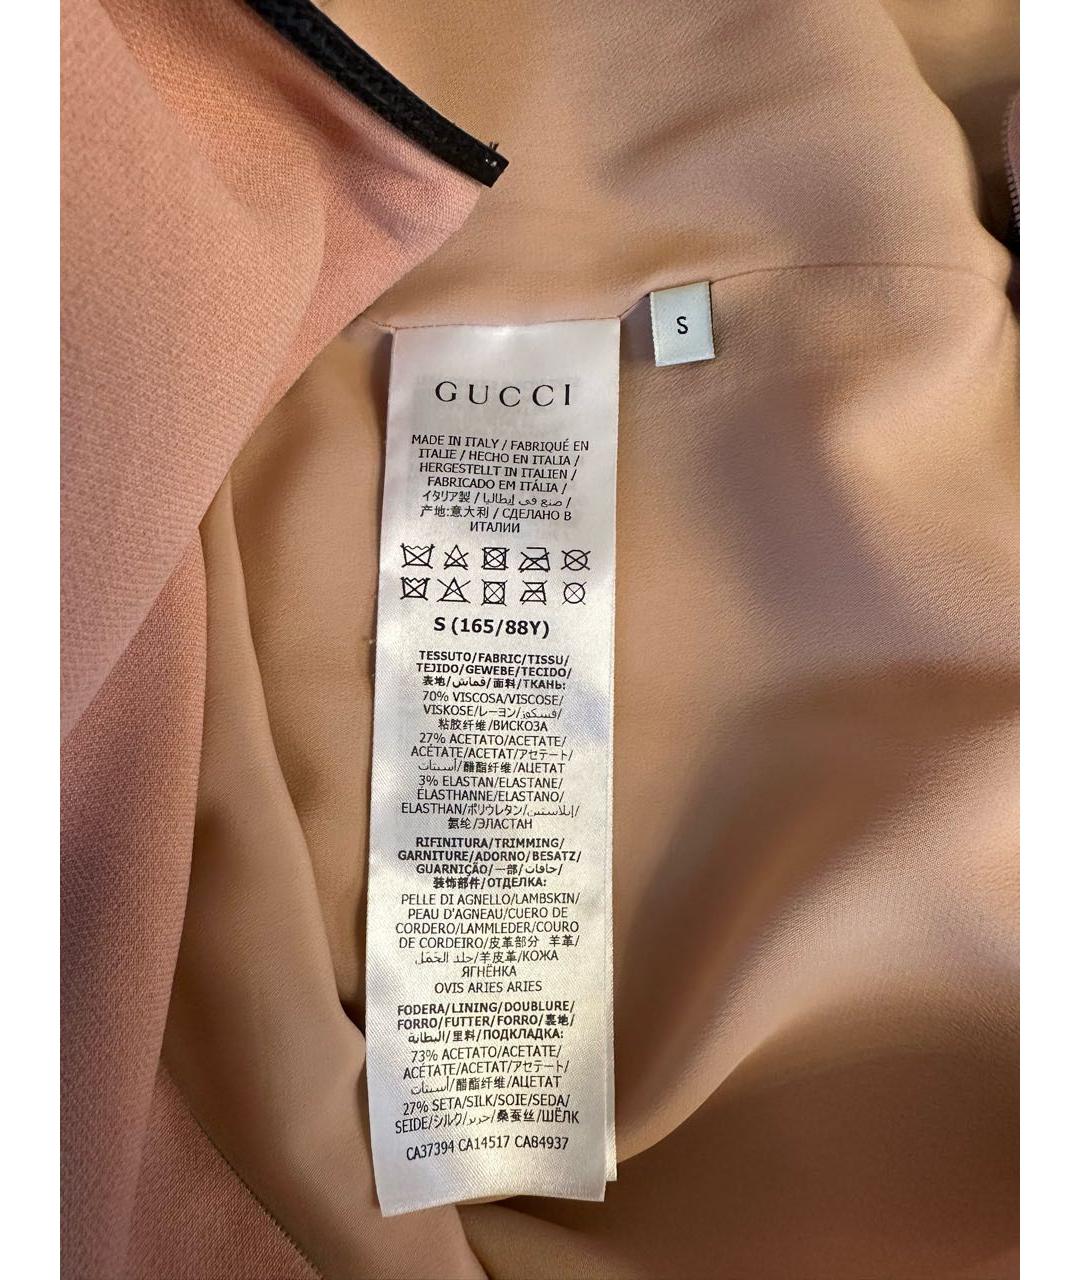 S
GUCCI
MADE IN ITALY / FABRIQUÉ EN
ITALIE / HECHO EN ITALIA /
HERGESTELLT IN ITALIEN /
FABRICADO EM ITÁLIA /
イタリア製 / صنع في إيطاليا /
产地:意大利 / СДЕЛАНО В
ИТАЛИИ
S (165/88Y)
TESSUTO/FABRIC/TISSU/
TEJIDO/GEWEBE/TECIDO/
表地/قماش/面料/ТКАНЬ:
70% VISCOSA/VISCOSE/
VISKOSE/レーヨン/فسكوز/
粘胶纤维/ВИСКОЗА
27% ACETATO/ACETATE/
ACÉTATE/ACETAT/アセテート/
أسيتات/醋酯纤维/АЦЕТАТ
3% ELASTAN/ELASTANE/
ÉLASTHANNE/ELASTANO/
ELASTHAN/ポリウレタン/إيلاستين/
氨纶/ЭЛАСТАН
RIFINITURA/TRIMMING/
GARNITURE/ADORNO/BESATZ/
GUARNIÇÃO/一部/حافات/
装饰部件/ОТДЕЛКА:
PELLE DI AGNELLO/LAMBSKIN/
PEAU D'AGNEAU/CUERO DE
CORDERO/LAMMLEDER/COURO
DE CORDEIRO/皮革部分 羊革/
جلد الحَمَل/羊皮革/КОЖА
ЯГНЁНКА
OVIS ARIES ARIES
FODERA/LINING/DOUBLURE/
FORRO/FUTTER/FORRO/裏地/
البطانة/里料/ПОДКЛАДКА:
73% ACETATO/ACETATE/
ACÉTATE/ACETAT/アセテート/
أسيتات/醋酯纤维/АЦЕТАТ
27% SETA/SILK/SOIE/SEDA/
SEIDE/シルク/حرير/桑蚕丝/ШЁЛК
CA37394 CA14517 CA84937